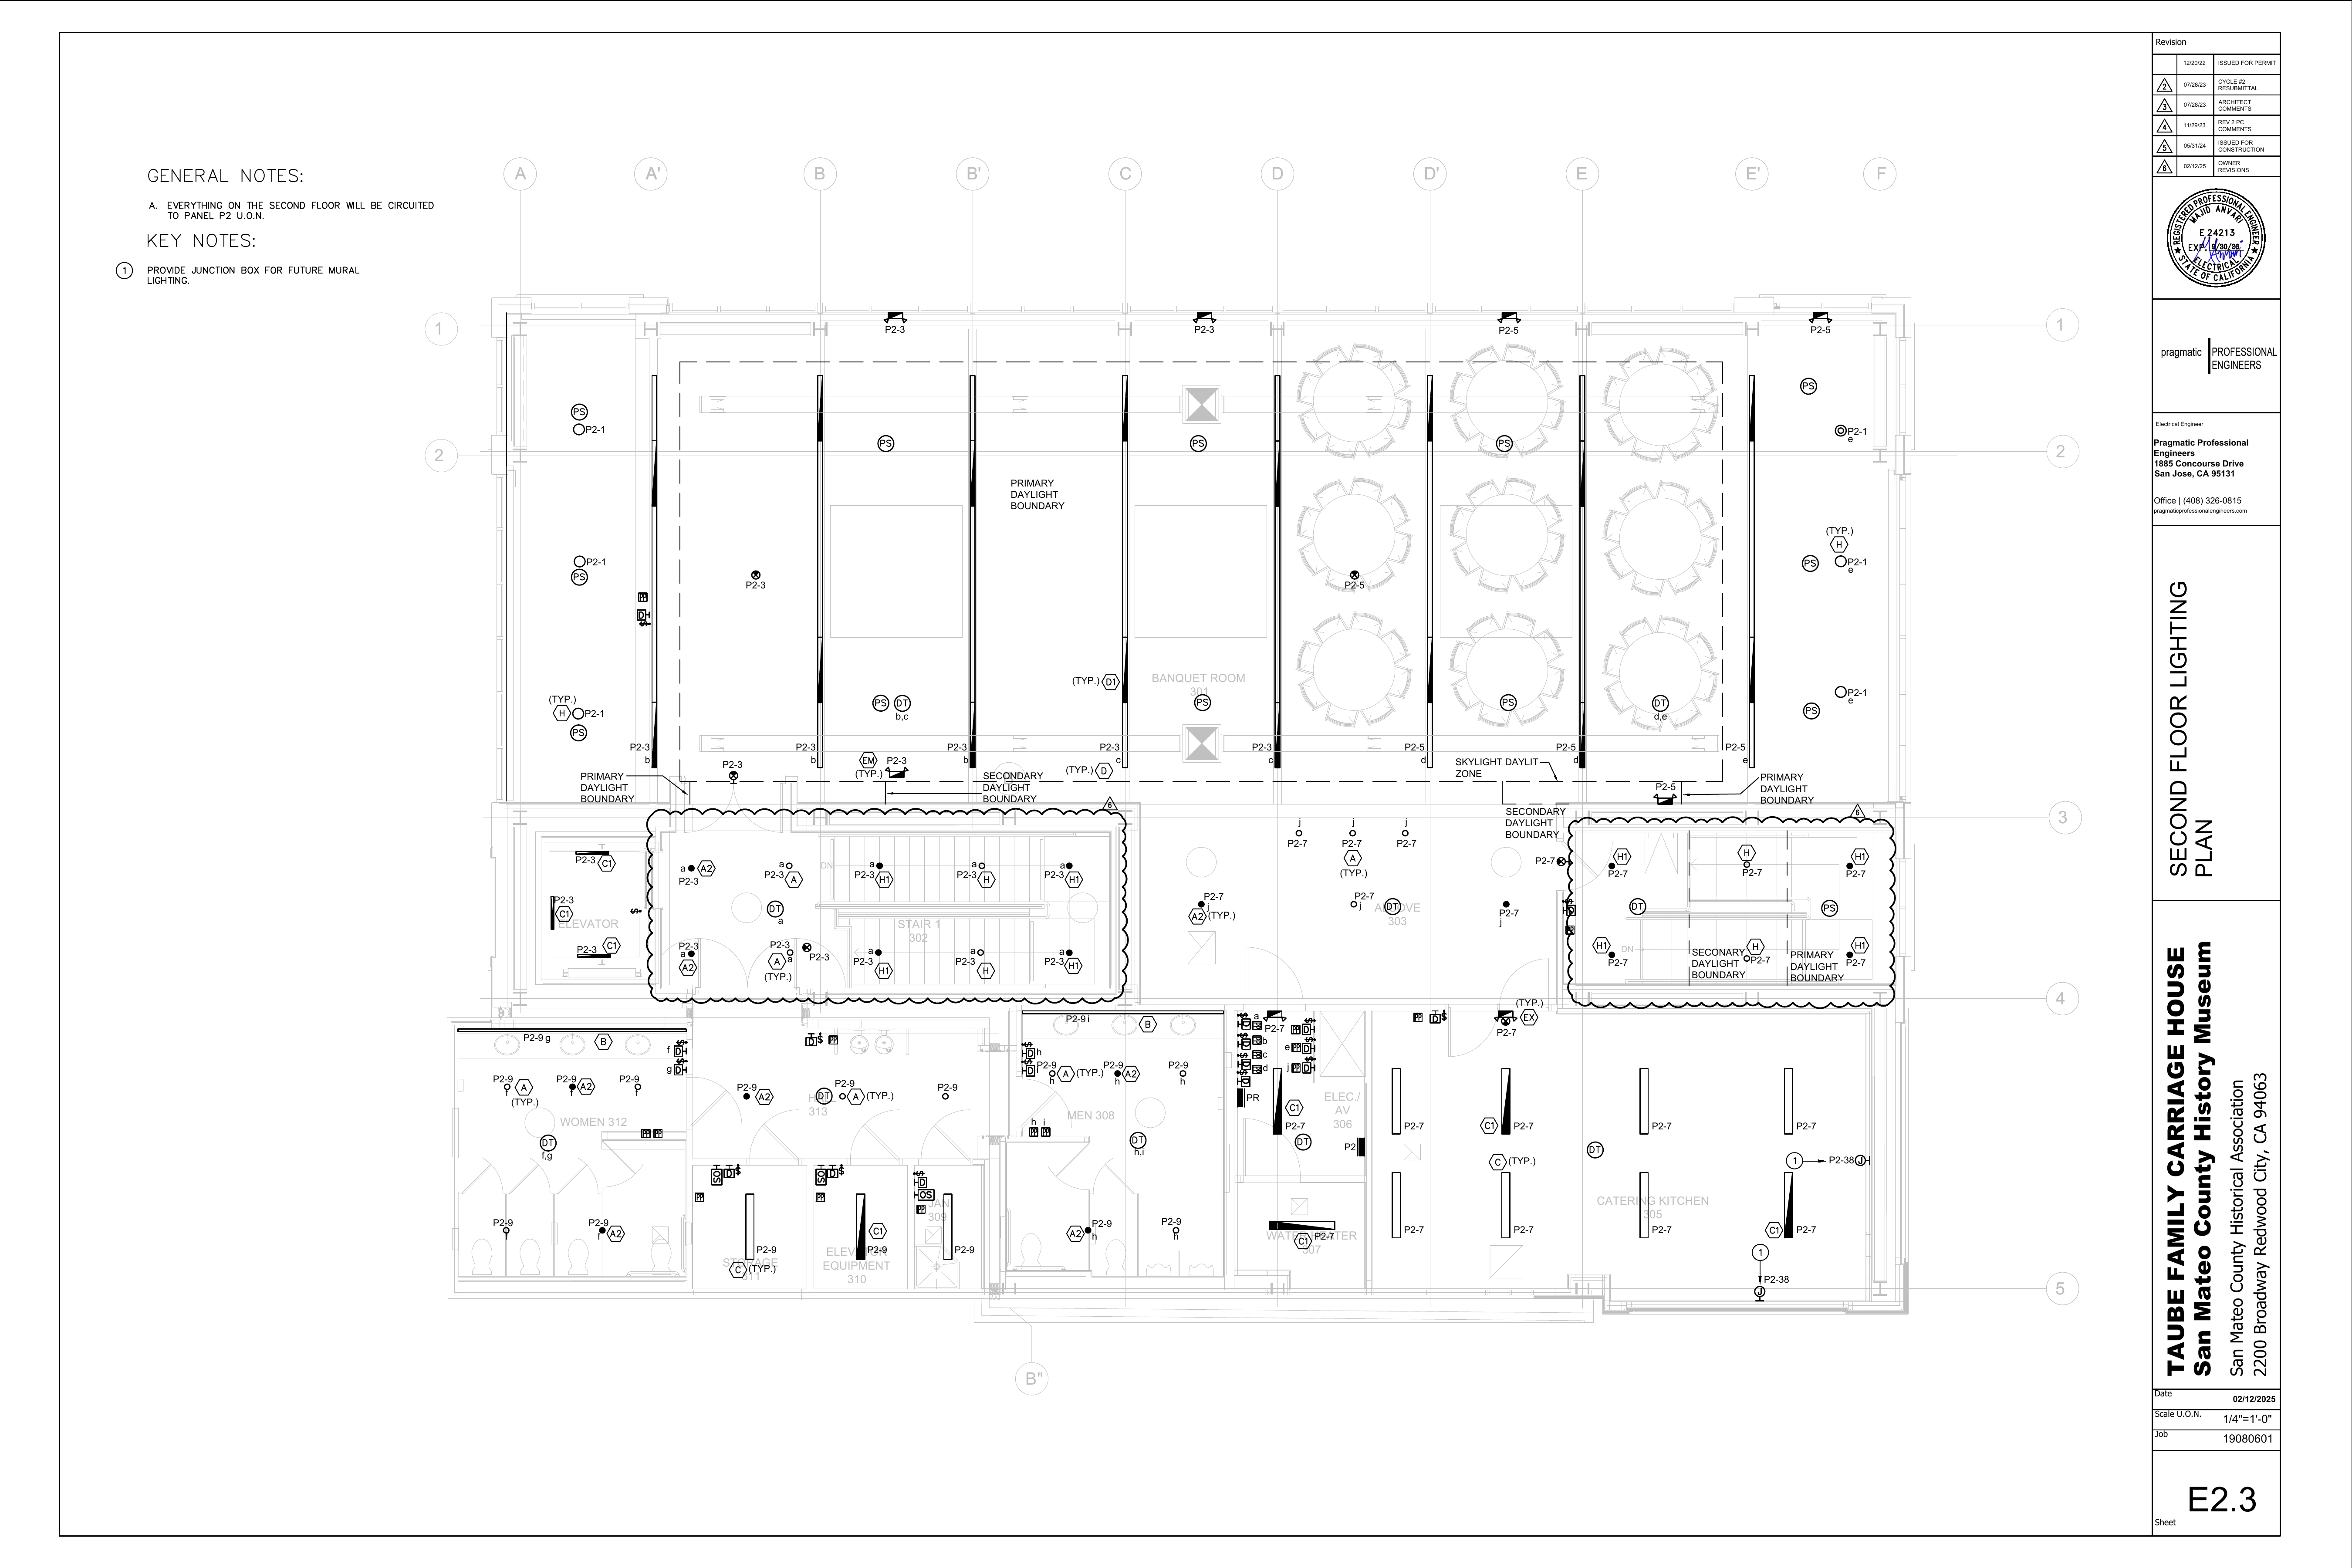 GENERAL NOTES:
A. EVERYTHING ON THE SECOND FLOOR WILL BE CIRCUITED
TO PANEL P2 U.O.N.
KEY NOTES:
1 PROVIDE JUNCTION BOX FOR FUTURE MURAL
LIGHTING.
A A' B B' C D D' E E' F
1 1
P2-3 P2-3 P2-5 P2-5
PS
PS
P2-1
P2-1
e
2 2
PS PS PS
PRIMARY
DAYLIGHT
BOUNDARY
(TYP.)
H
P2-1
PS
PS
P2-1
e
P2-3
P2-5
(TYP.) D1
BANQUET ROOM
301
P2-1
e
(TYP.)
H P2-1
PS
PS DT
b,c
PS
PS
DT
d,e
PS
P2-3
b
P2-3
b
P2-3
b
P2-3
c
P2-3
c
P2-5
d
P2-5
d
P2-5
e
P2-3
EM
(TYP.)
P2-3
(TYP.) D
PRIMARY
DAYLIGHT
BOUNDARY
SECONDARY
DAYLIGHT
BOUNDARY
SKYLIGHT DAYLIT
ZONE
P2-5
PRIMARY
DAYLIGHT
BOUNDARY
SECONDARY
DAYLIGHT
BOUNDARY
6
6
3
P2-3 C1
P2-3
C1
ELEVATOR
P2-3 C1
a A2
P2-3
a
P2-3 A
DN
a
P2-3 H1
a
P2-3 H
a
P2-3 H1
DT
a
STAIR 1
302
P2-3
a
A2
P2-3
a
A
(TYP.)
P2-3
a
P2-3 H1
a
P2-3 H
a
P2-3 H1
j j j
P2-7 P2-7 P2-7
A
(TYP.)
P2-7
P2-7
j
A2 (TYP.)
P2-7
j
DT
303
P2-7
j
H1
P2-7
H
P2-7
H1
P2-7
DT
PS
H1
P2-7
DN
H
P2-7
H1
P2-7
SECONARY
DAYLIGHT
BOUNDARY
PRIMARY
DAYLIGHT
BOUNDARY
4
P2-9 g
B
f
g
P2-9
f
A
(TYP.)
P2-9
f
A2
P2-9
f
WOMEN 312
DT
f,g
P2-9
f
P2-9
f
A2
P2-9
A2
P2-9
DT
A (TYP.)
P2-9
313
P2-9
C (TYP.)
311
C1
P2-9
EQUIPMENT
310
OS
OS
OS
D
JAN
309
P2-9
P2-9 i
B
h
P2-9
h
A (TYP.)
P2-9
h
A2
P2-9
h
MEN 308
h i
DT
h,i
A2
P2-9
h
P2-9
h
a
P2-7
b
c
d
e
j
PR
C1
P2-7
DT
ELEC./
AV
306
P2
C1 P2-7
307
(TYP.)
EX
P2-7
P2-7
C1 P2-7
P2-7
P2-7
C (TYP.)
DT
1 P2-38 J
CATERING KITCHEN
305
P2-7
P2-7
P2-7
C1 P2-7
1
P2-38
J
5
B"
Revision
12/20/22 ISSUED FOR PERMIT
2 07/28/23 CYCLE #2
RESUBMITTAL
3 07/28/23 ARCHITECT
COMMENTS
4 11/29/23 REV 2 PC
COMMENTS
5 05/31/24 ISSUED FOR
CONSTRUCTION
6 02/12/25 OWNER
REVISIONS
REGISTERED PROFESSIONAL ENGINEER
MAJID ANVARI
E 24213
EXP. 9/30/26
ELECTRICAL
STATE OF CALIFORNIA
pragmatic PROFESSIONAL
ENGINEERS
Electrical Engineer
Pragmatic Professional
Engineers
1885 Concourse Drive
San Jose, CA 95131
Office | (408) 326-0815
pragmaticprofessionalengineers.com
SECOND FLOOR LIGHTING
PLAN
TAUBE FAMILY CARRIAGE HOUSE
San Mateo County History Museum
San Mateo County Historical Association
2200 Broadway Redwood City, CA 94063
Date
02/12/2025
Scale U.O.N.
1/4"=1'-0"
Job
19080601
E2.3
Sheet